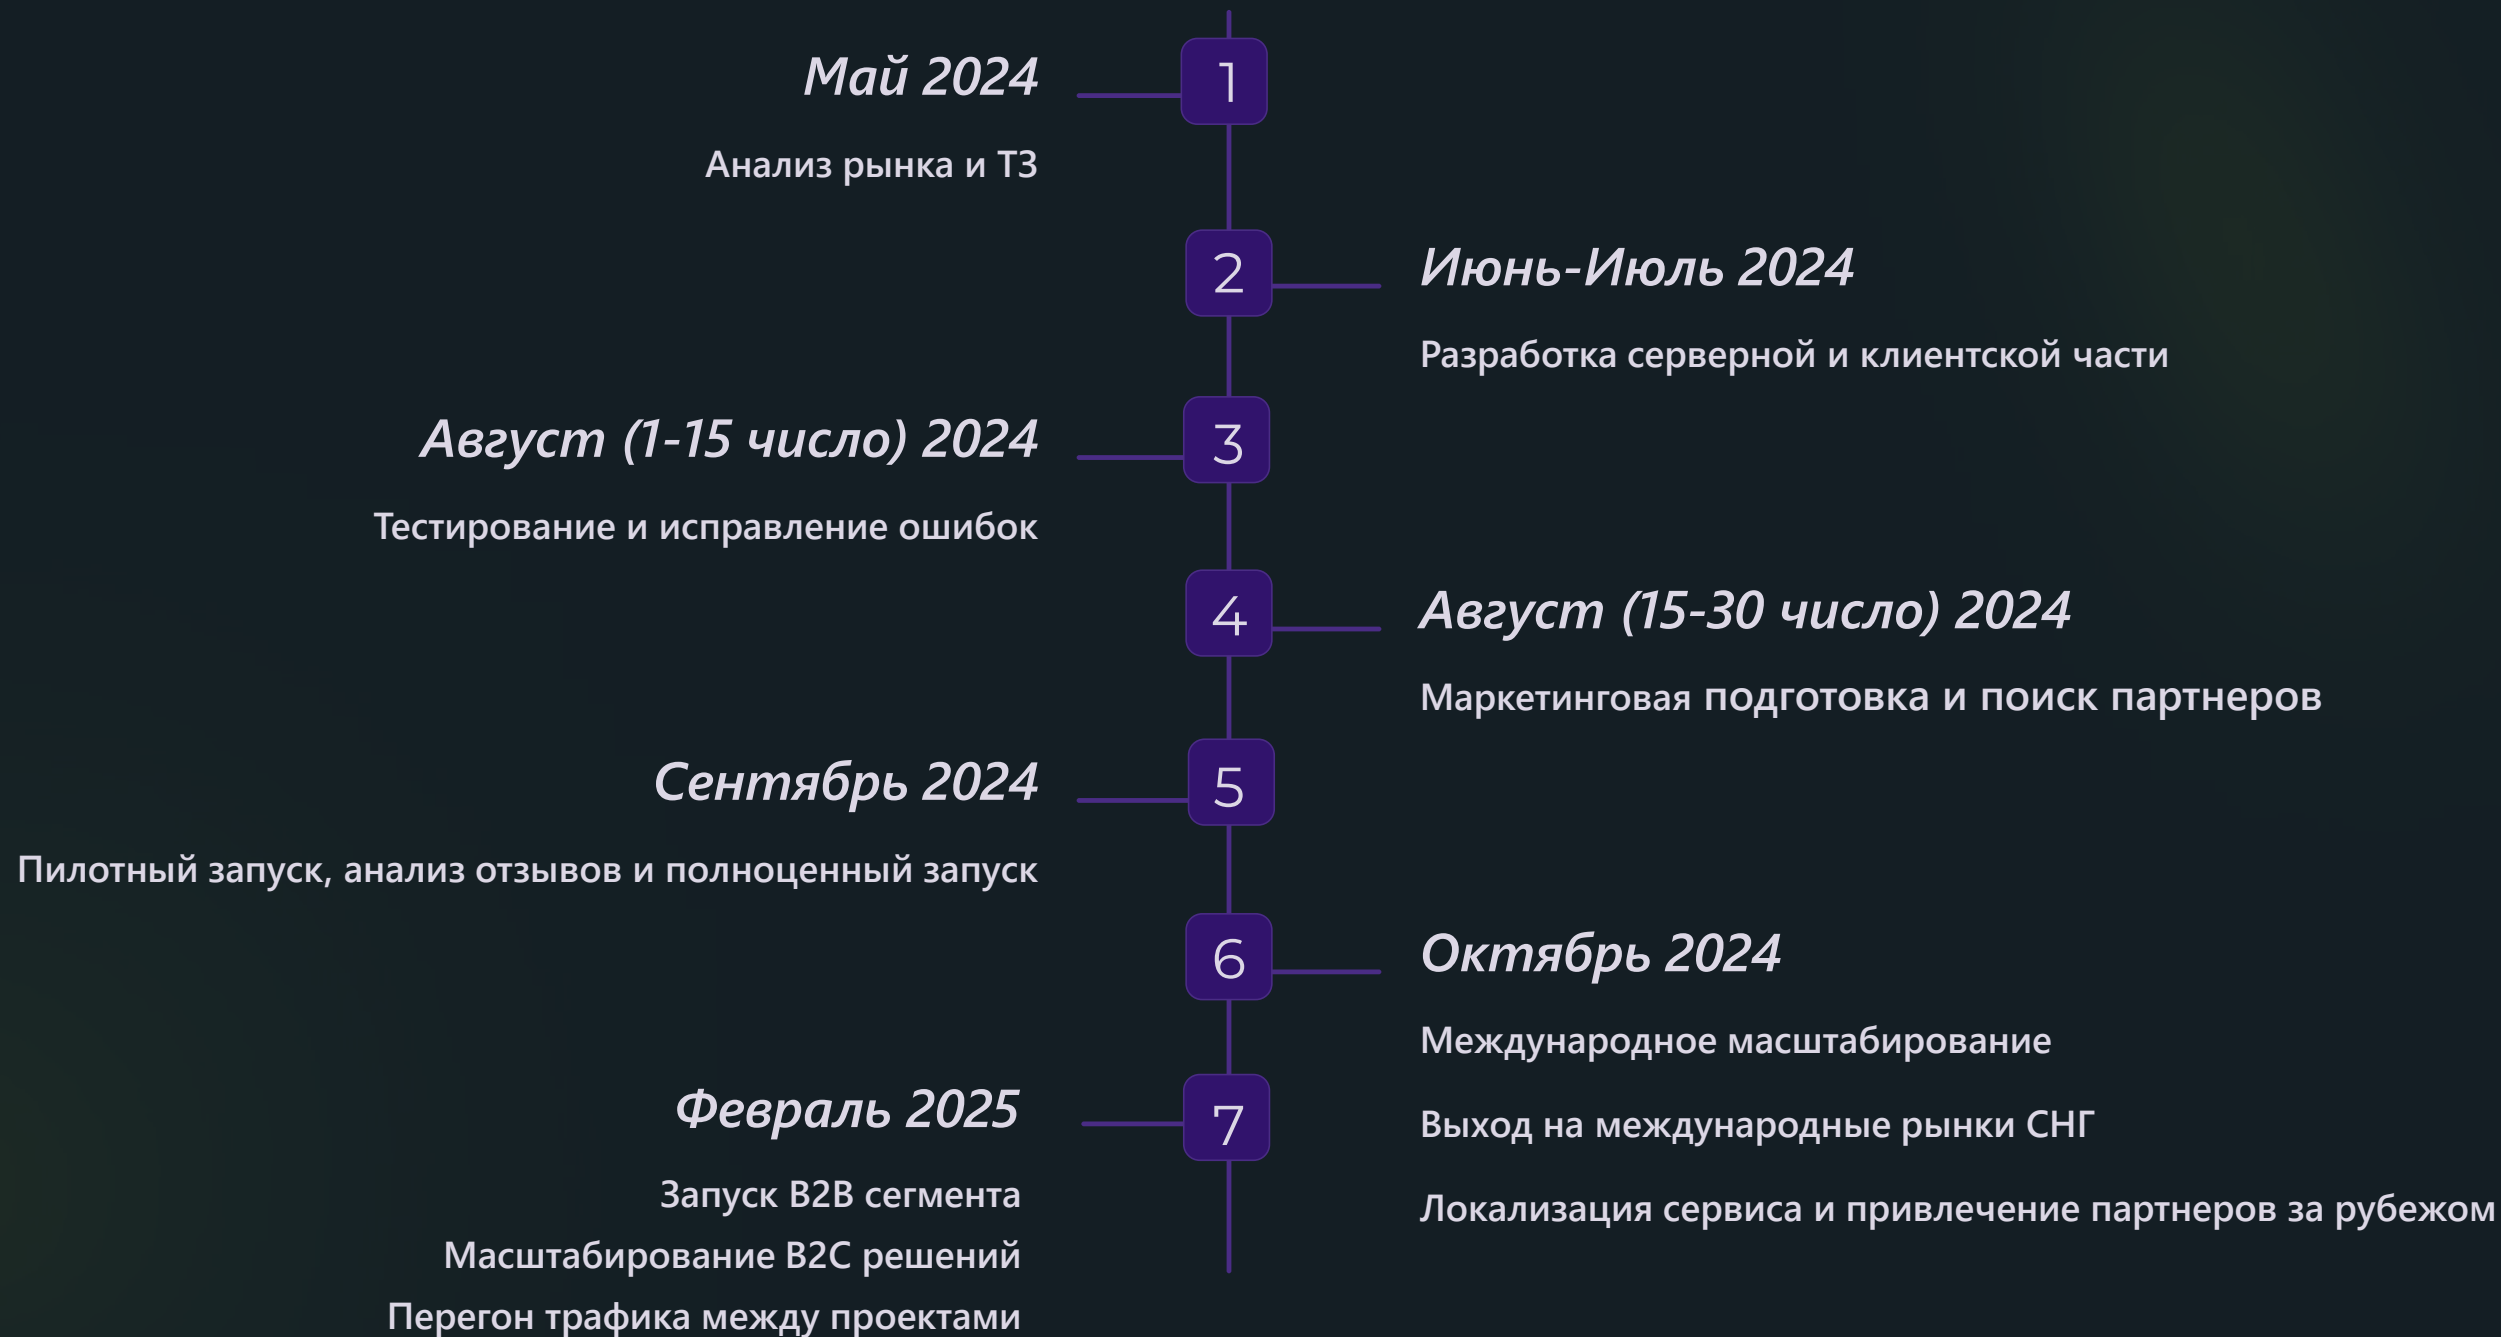 1
Май 2024
Анализ рынка и ТЗ
2
Июнь-Июль 2024
Разработка серверной и клиентской части
3
Август (1-15 число) 2024
Тестирование и исправление ошибок
4
Август (15-30 число) 2024
Маркетинговая подготовка и поиск партнеров
5
Сентябрь 2024
Пилотный запуск, анализ отзывов и полноценный запуск
6
Октябрь 2024
Международное масштабирование
Выход на международные рынки СНГ
Локализация сервиса и привлечение партнеров за рубежом
7
Февраль 2025
Запуск B2B сегмента
Масштабирование B2C решений
Перегон трафика между проектами